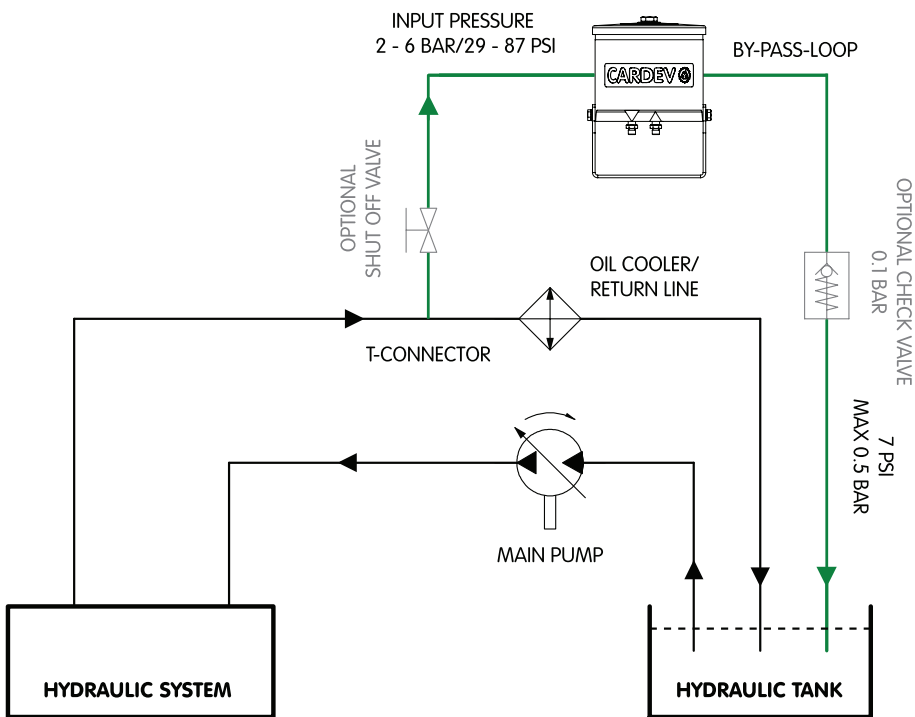 INPUT PRESSURE
2 - 6 BAR/29 - 87 PSI
CARDEV
BY-PASS-LOOP
OPTIONAL
SHUT OFF VALVE
OIL COOLER/
RETURN LINE
OPTIONAL CHECK VALVE
0.1 BAR
T-CONNECTOR
7 PSI
MAX 0.5 BAR
MAIN PUMP
HYDRAULIC SYSTEM
HYDRAULIC TANK